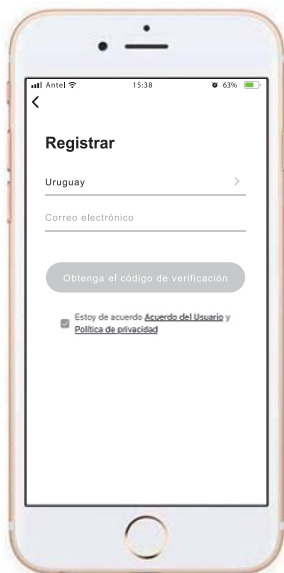 Antel 15:38 63%
Registrar
Uruguay
Correo electrónico
Obtenga el código de verificación
Estoy de acuerdo Acuerdo del Usuario y
Política de privacidad